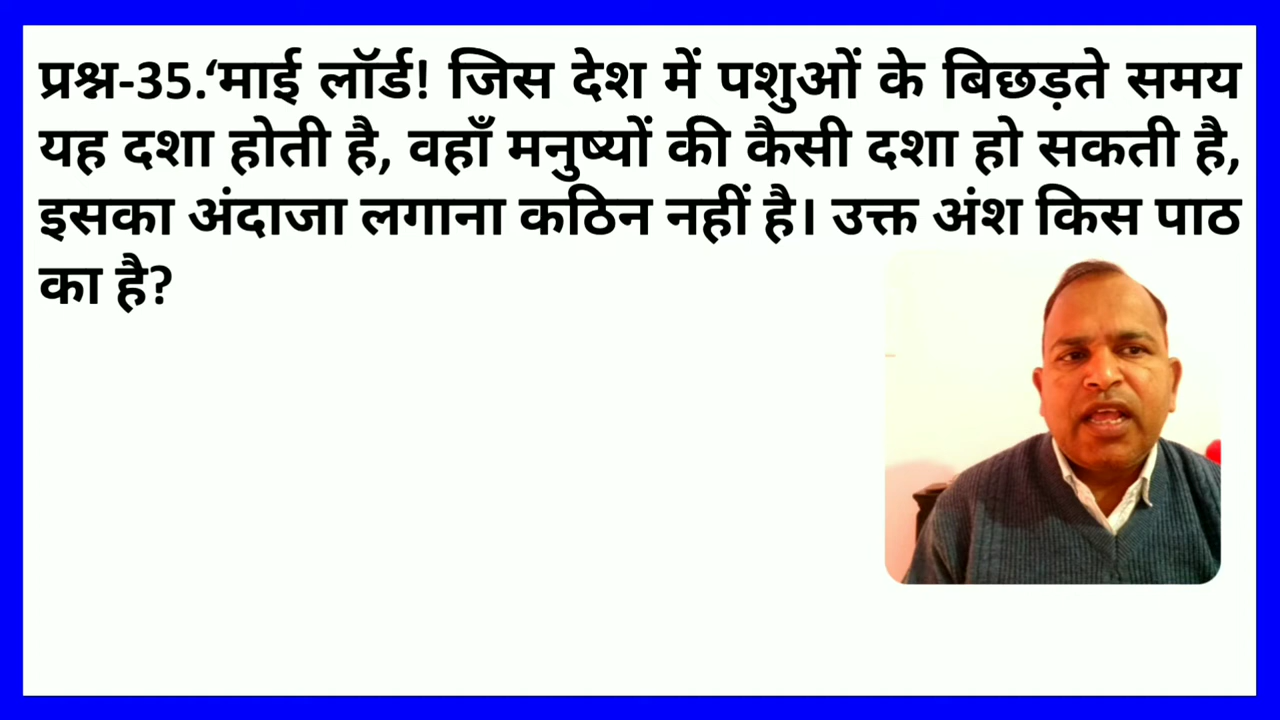 प्रश्न-35.‘माई लॉर्ड! जिस देश में पशुओं के बिछड़ते समय
यह दशा होती है, वहाँ मनुष्यों की कैसी दशा हो सकती है,
इसका अंदाजा लगाना कठिन नहीं है। उक्त अंश किस पाठ
का है?